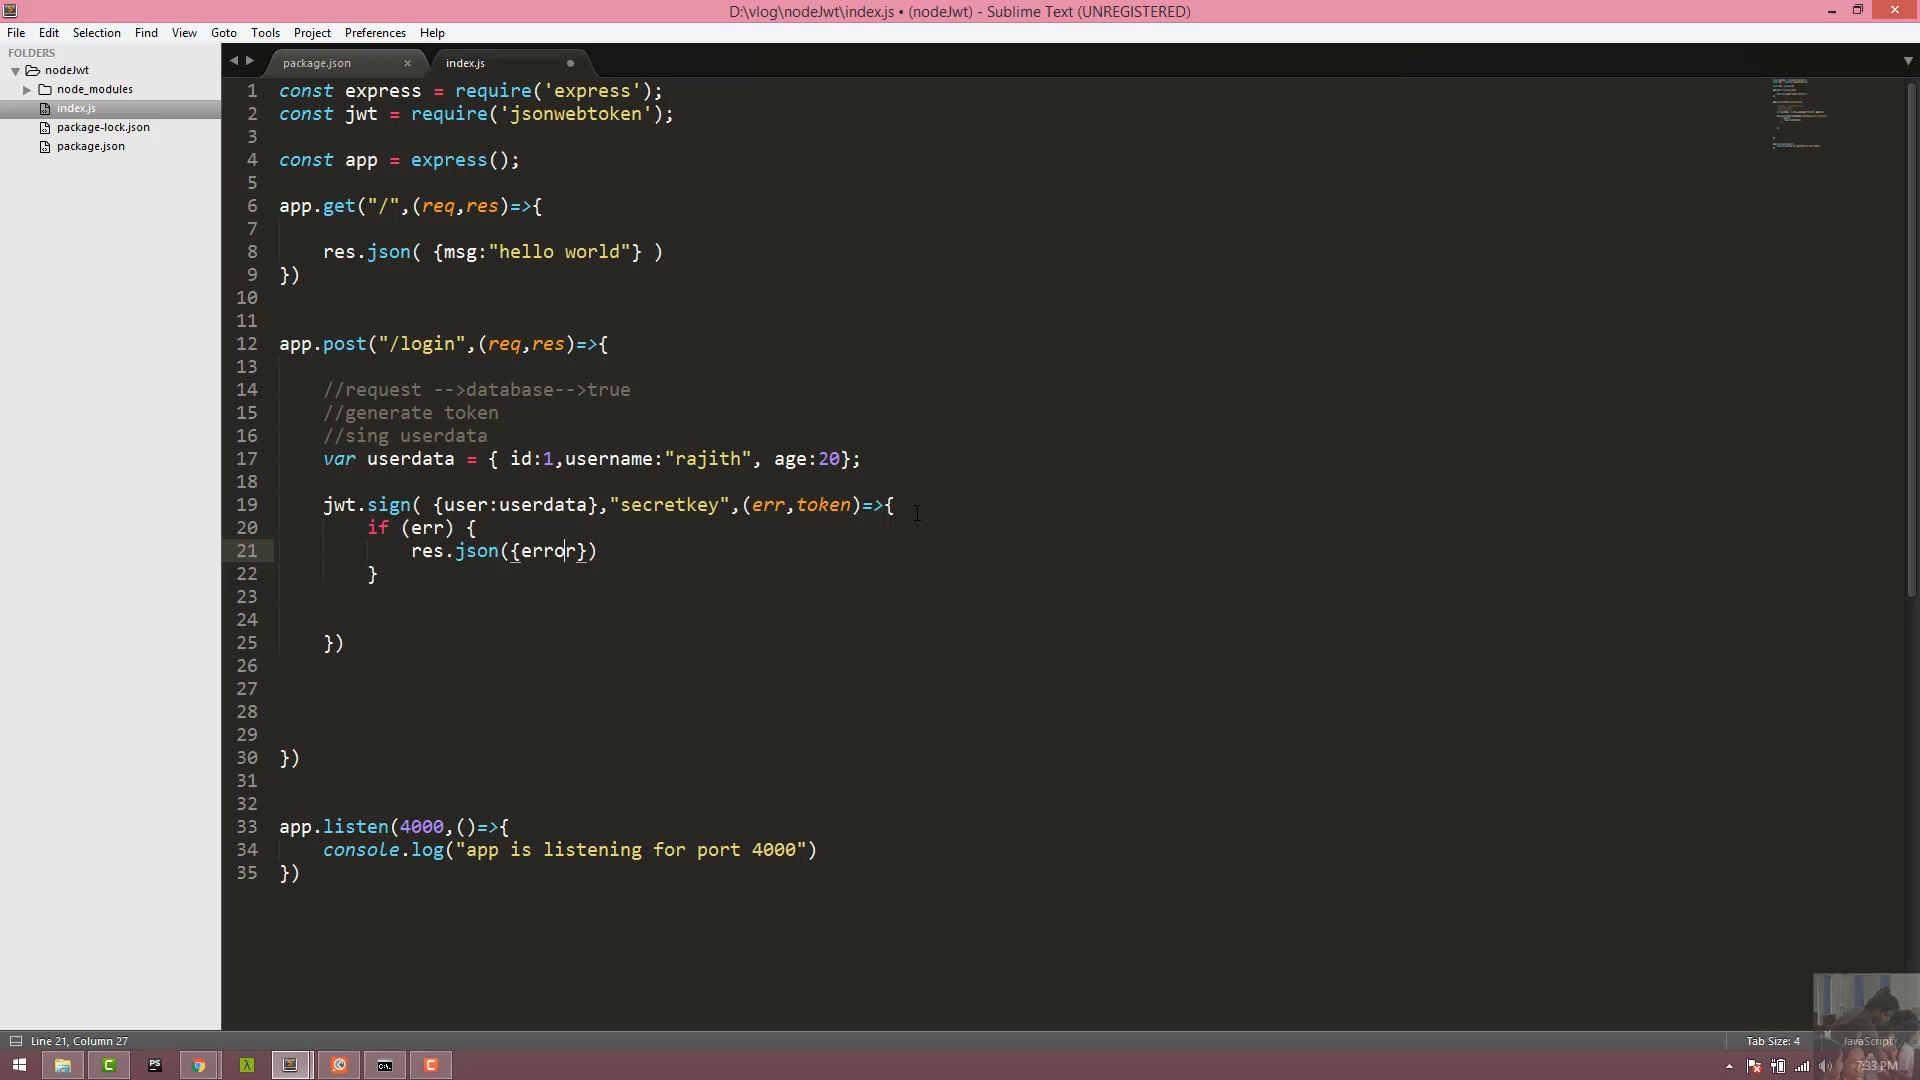 D:\vlog\nodeJwt\index.js • (nodeJwt) - Sublime Text (UNREGISTERED)
File Edit Selection Find View Goto Tools Project Preferences Help
FOLDERS
nodeJwt
node_modules
index.js
package-lock.json
package.json
package.json × index.js
1 const express = require('express');
2 const jwt = require('jsonwebtoken');
3
4 const app = express();
5
6 app.get("/",(req,res)=>{
7
8 res.json( {msg:"hello world"} )
9 })
10
11
12 app.post("/login",(req,res)=>{
13
14 //request -->database-->true
15 //generate token
16 //sing userdata
17 var userdata = { id:1,username:"rajith", age:20};
18
19 jwt.sign( {user:userdata},"secretkey",(err,token)=>{
20 if (err) {
21 res.json({error})
22 }
23
24
25 })
26
27
28
29
30 })
31
32
33 app.listen(4000,()=>{
34 console.log("app is listening for port 4000")
35 })
Line 21, Column 27
Tab Size: 4 JavaScript
PS
7:33 PM